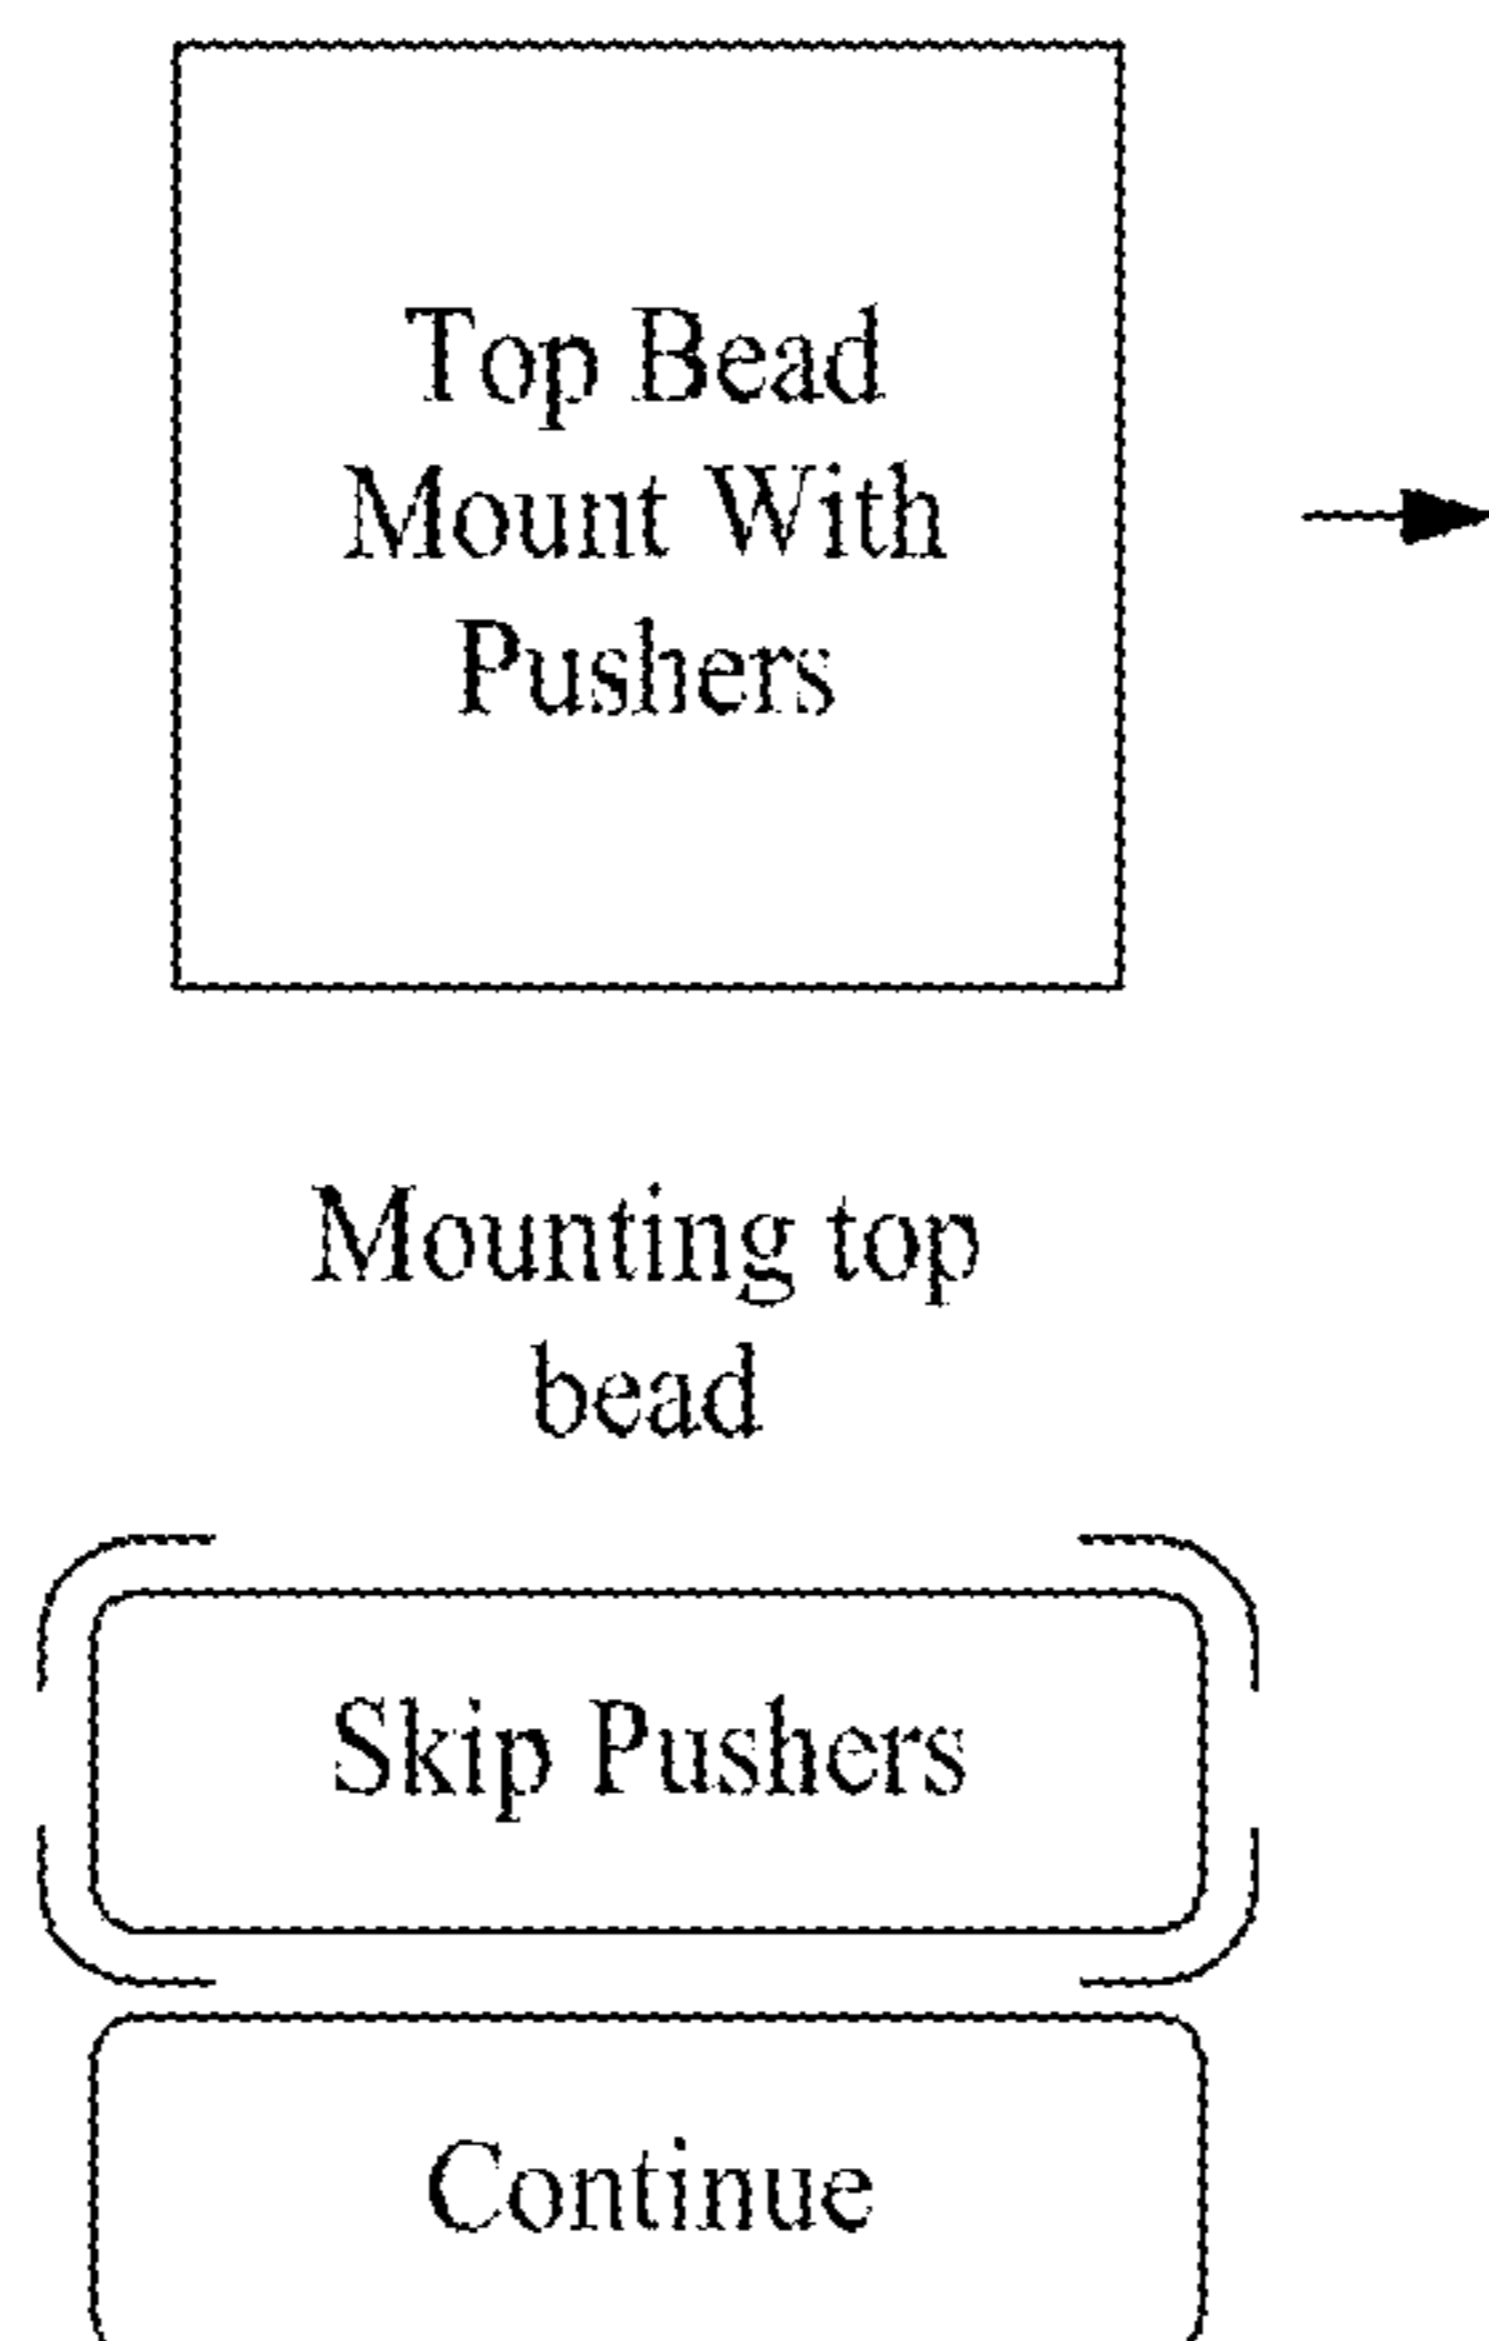 Top Bead
Mount With
Pushers
Mounting top
bead
Skip Pushers
Continue